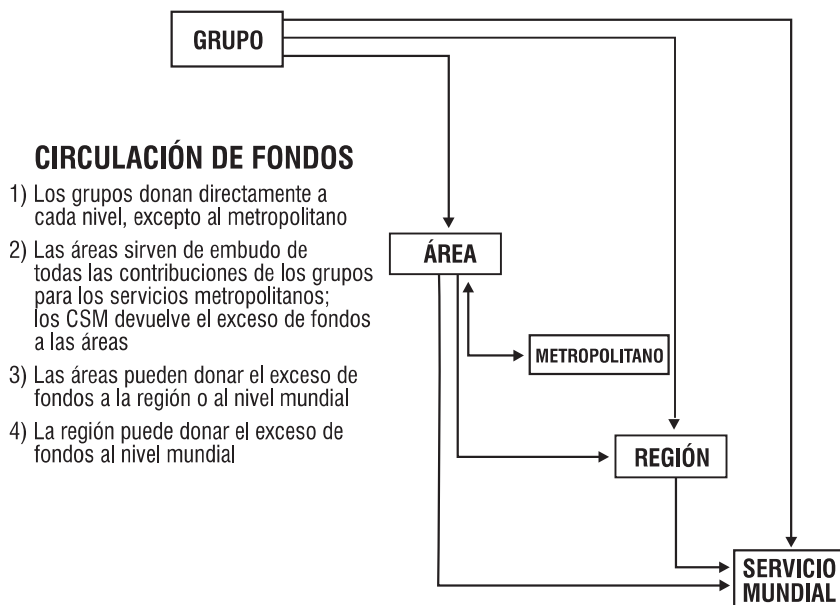 GRUPO
CIRCULACIÓN DE FONDOS
1) Los grupos donan directamente a
cada nivel, excepto al metropolitano
2) Las áreas sirven de embudo de
todas las contribuciones de los grupos
para los servicios metropolitanos;
los CSM devuelve el exceso de fondos
a las áreas
3) Las áreas pueden donar el exceso de
fondos a la región o al nivel mundial
4) La región puede donar el exceso de
fondos al nivel mundial
ÁREA
METROPOLITANO
REGIÓN
SERVICIO
MUNDIAL